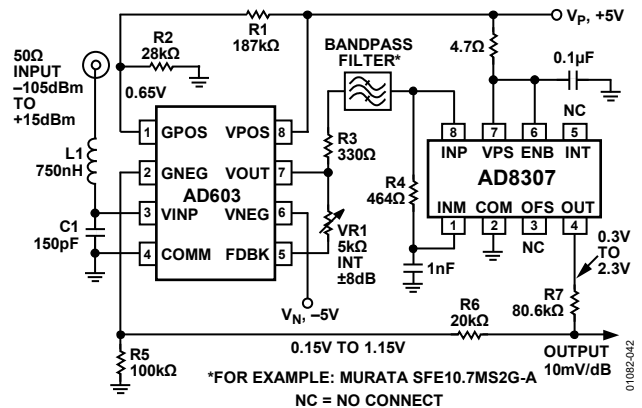 R1
187kΩ
VP, +5V
R2
28kΩ
50Ω
INPUT
–105dBm
TO
+15dBm
0.65V
BANDPASS
FILTER*
4.7Ω
0.1µF
NC
L1
750nH
C1
150pF
1 GPOS VPOS 8
2 GNEG VOUT 7
AD603
3 VINP VNEG 6
4 COMM FDBK 5
R3
330Ω
VR1
5kΩ
INT
±8dB
VN, –5V
R4
464Ω
1nF
8 7 6 5
INP VPS ENB INT
AD8307
INM COM OFS OUT
1 2 3 4
NC
0.3V
TO
2.3V
R7
80.6kΩ
R6
20kΩ
R5
100kΩ
0.15V TO 1.15V
OUTPUT
10mV/dB
*FOR EXAMPLE: MURATA SFE10.7MS2G-A
NC = NO CONNECT
01082-042